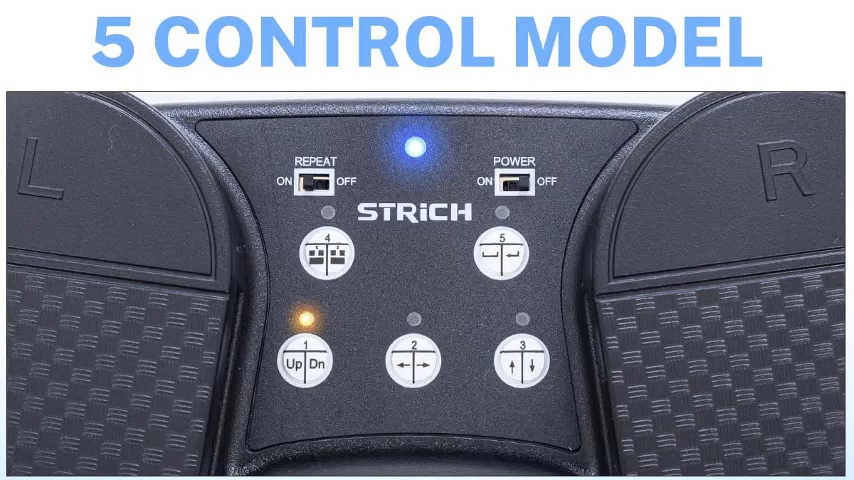 5 CONTROL MODEL
L
R
REPEAT
POWER
ON OFF
ON OFF
STRiCH
4
5
1
2
3
Up Dn
← →
↑ ↓